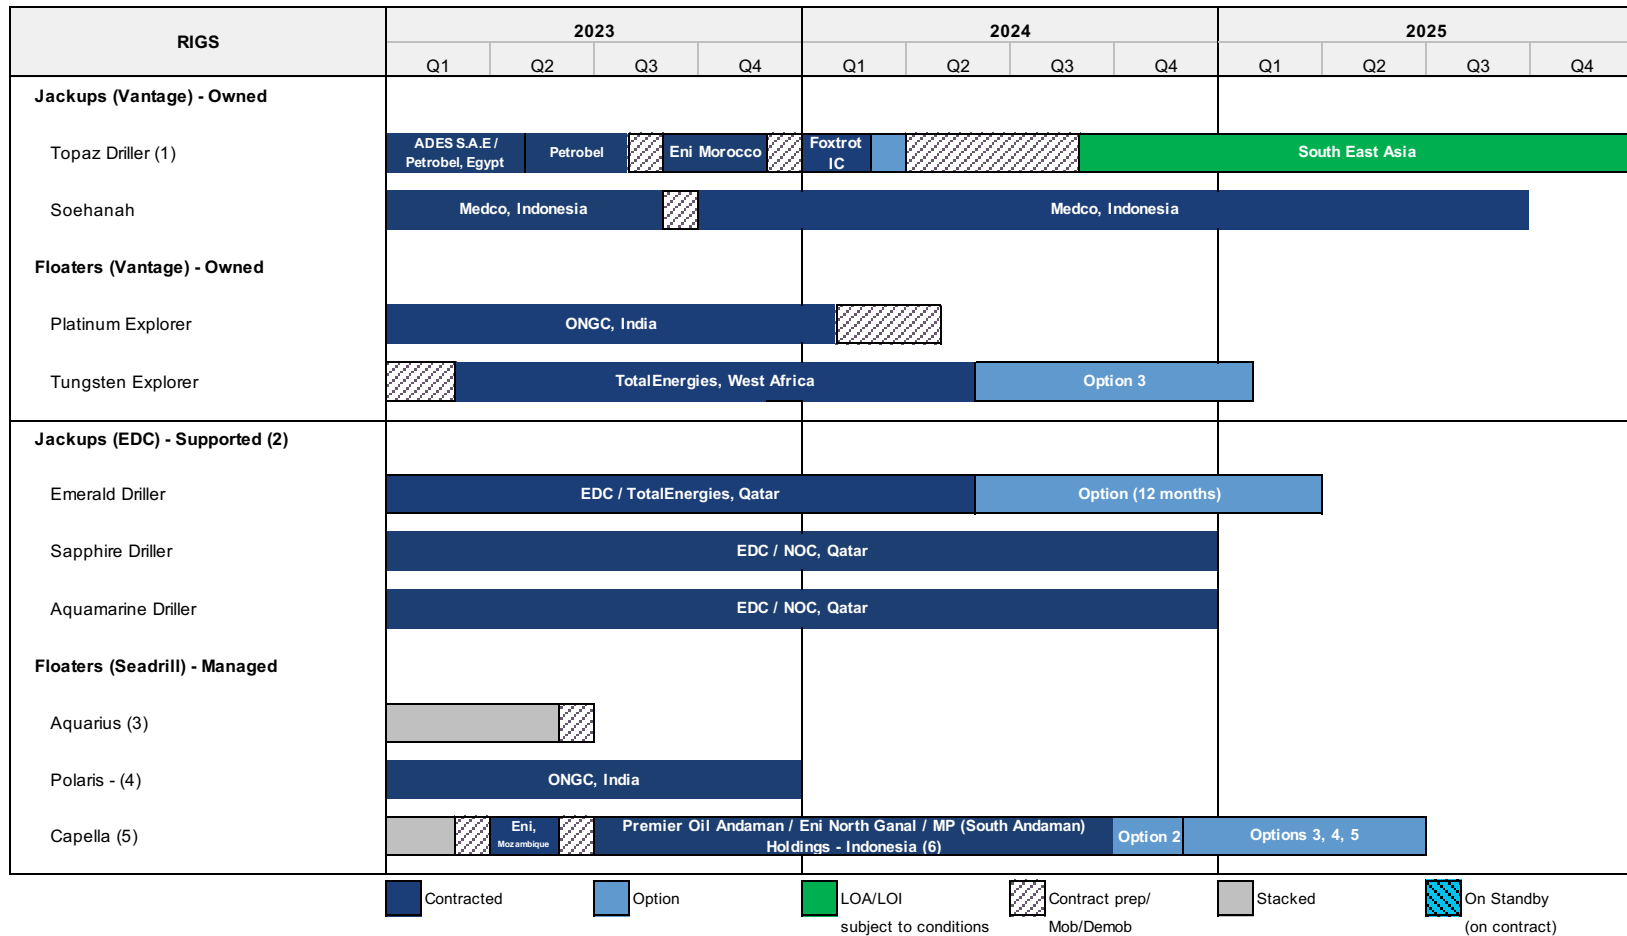 RIGS
2023
2024
2025
Q1 Q2 Q3 Q4 Q1 Q2 Q3 Q4 Q1 Q2 Q3 Q4
Jackups (Vantage) - Owned
Topaz Driller (1)
ADES S.A.E /
Petrobel, Egypt
Petrobel
Eni Morocco
Foxtrot
IC
South East Asia
Soehanah
Medco, Indonesia
Medco, Indonesia
Floaters (Vantage) - Owned
Platinum Explorer
ONGC, India
Tungsten Explorer
TotalEnergies, West Africa
Option 3
Jackups (EDC) - Supported (2)
Emerald Driller
EDC / TotalEnergies, Qatar
Option (12 months)
Sapphire Driller
EDC / NOC, Qatar
Aquamarine Driller
EDC / NOC, Qatar
Floaters (Seadrill) - Managed
Aquarius (3)
Polaris - (4)
ONGC, India
Capella (5)
Eni,
Mozambique
Premier Oil Andaman / Eni North Ganal / MP (South Andaman)
Holdings - Indonesia (6)
Option 2
Options 3, 4, 5
Contracted
Option
LOA/LOI
subject to conditions
Contract prep/
Mob/Demob
Stacked
On Standby
(on contract)